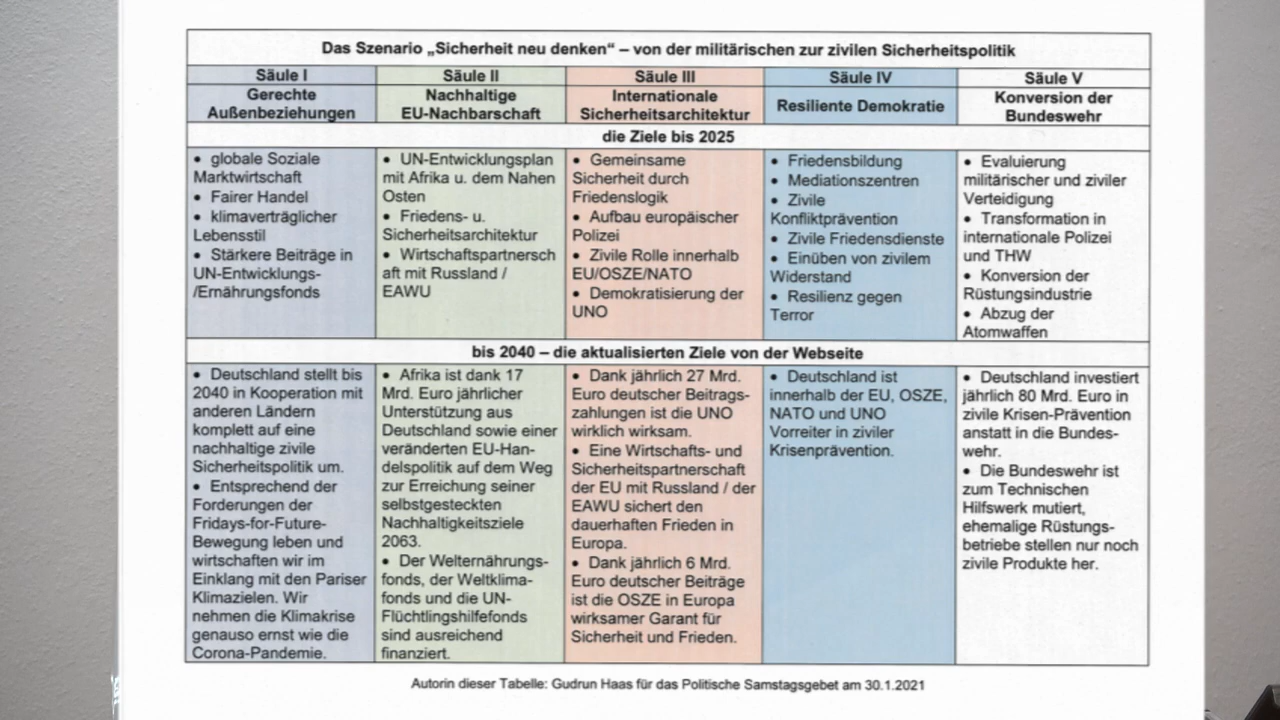 Das Szenario „Sicherheit neu denken“ – von der militärischen zur zivilen Sicherheitspolitik
Säule I
Gerechte
Außenbeziehungen
Säule II
Nachhaltige
EU-Nachbarschaft
Säule III
Internationale
Sicherheitsarchitektur
Säule IV
Resiliente Demokratie
Säule V
Konversion der
Bundeswehr
die Ziele bis 2025
• globale Soziale
Marktwirtschaft
• Fairer Handel
• klimaverträglicher
Lebensstil
• Stärkere Beiträge in
UN-Entwicklungs-
/Ernährungsfonds
• UN-Entwicklungsplan
mit Afrika u. dem Nahen
Osten
• Friedens- u.
Sicherheitsarchitektur
• Wirtschaftspartnersch
aft mit Russland /
EAWU
• Gemeinsame
Sicherheit durch
Friedenslogik
• Aufbau europäischer
Polizei
• Zivile Rolle innerhalb
EU/OSZE/NATO
• Demokratisierung der
UNO
• Friedensbildung
• Mediationszentren
• Zivile
Konfliktprävention
• Zivile Friedensdienste
• Einüben von zivilem
Widerstand
• Resilienz gegen
Terror
• Evaluierung
militärischer und ziviler
Verteidigung
• Transformation in
internationale Polizei
und THW
• Konversion der
Rüstungsindustrie
• Abzug der
Atomwaffen
bis 2040 – die aktualisierten Ziele von der Webseite
• Deutschland stellt bis
2040 in Kooperation mit
anderen Ländern
komplett auf eine
nachhaltige zivile
Sicherheitspolitik um.
• Entsprechend der
Forderungen der
Fridays-for-Future-
Bewegung leben und
wirtschaften wir im
Einklang mit den Pariser
Klimazielen. Wir
nehmen die Klimakrise
genauso ernst wie die
Corona-Pandemie.
• Afrika ist dank 17
Mrd. Euro jährlicher
Unterstützung aus
Deutschland sowie einer
veränderten EU-Han-
delspolitik auf dem Weg
zur Erreichung seiner
selbstgesteckten
Nachhaltigkeitsziele
2063.
• Der Welternährungs-
fonds, der Weltklima-
fonds und die UN-
Flüchtlingshilfefonds
sind ausreichend
finanziert.
• Dank jährlich 27 Mrd.
Euro deutscher Beitrags-
zahlungen ist die UNO
wirklich wirksam.
• Eine Wirtschafts- und
Sicherheitspartnerschaft
der EU mit Russland / der
EAWU sichert den
dauerhaften Frieden in
Europa.
• Dank jährlich 6 Mrd.
Euro deutscher Beiträge
ist die OSZE in Europa
wirksamer Garant für
Sicherheit und Frieden.
• Deutschland ist
innerhalb der EU, OSZE,
NATO und UNO
Vorreiter in ziviler
Krisenprävention.
• Deutschland investiert
jährlich 80 Mrd. Euro in
zivile Krisen-Prävention
anstatt in die Bundes-
wehr.
• Die Bundeswehr ist
zum Technischen
Hilfswerk mutiert,
ehemalige Rüstungs-
betriebe stellen nur noch
zivile Produkte her.
Autorin dieser Tabelle: Gudrun Haas für das Politische Samstagsgebet am 30.1.2021